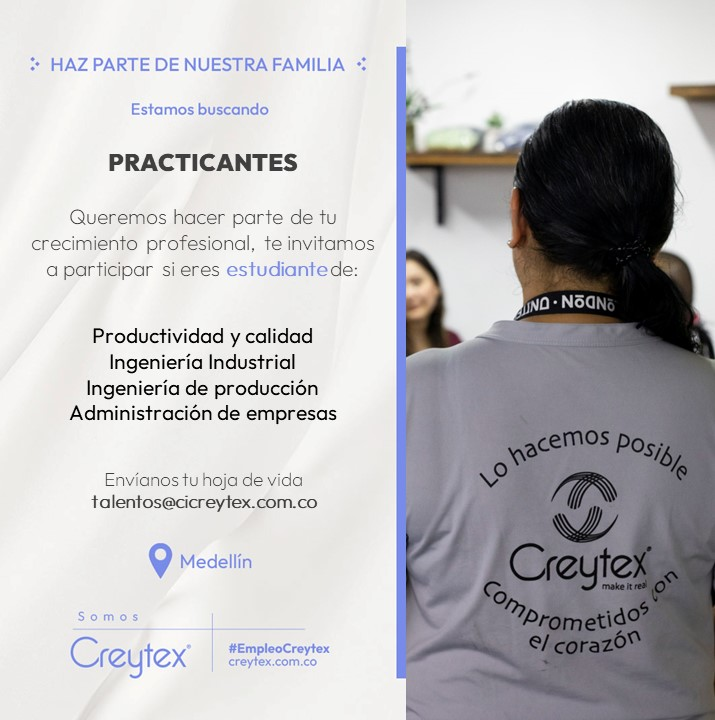 HAZ PARTE DE NUESTRA FAMILIA
Estamos buscando
PRACTICANTES
Queremos hacer parte de tu
crecimiento profesional, te invitamos
a participar si eres estudiante de:
Productividad y calidad
Ingeniería Industrial
Ingeniería de producción
Administración de empresas
Envíanos tu hoja de vida
talentos@cicreytex.com.co
Medellín
Somos
Creytex®
#EmpleoCreytex
creytex.com.co
Lo hacemos posible
Creytex®
make it real
Comprometidos con
el corazón